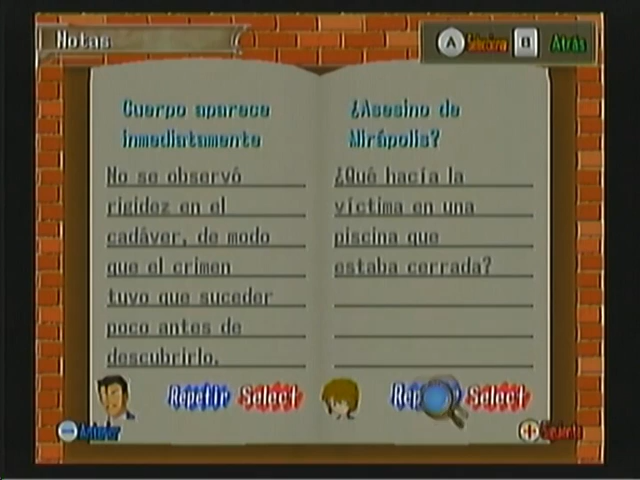 Notas
A Seleccionar B Atrás
Cuerpo aparece
inmediatamente
No se observó
rigidez en el
cadáver, de modo
que el crimen
tuvo que suceder
poco antes de
descubrirlo.
Repetir Select
¿Asesino de
Mirápolis?
¿Qué hacía la
víctima en una
piscina que
estaba cerrada?
Rep Select
Anterior
Siguiente